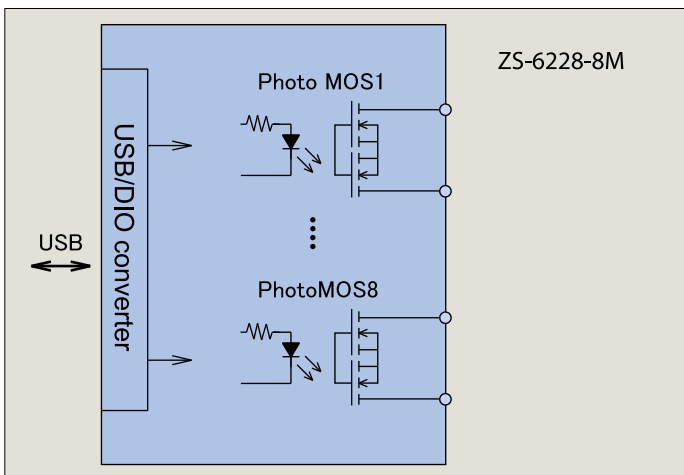 ZS-6228-8M
Photo MOS1
USB/DIO converter
USB
PhotoMOS8